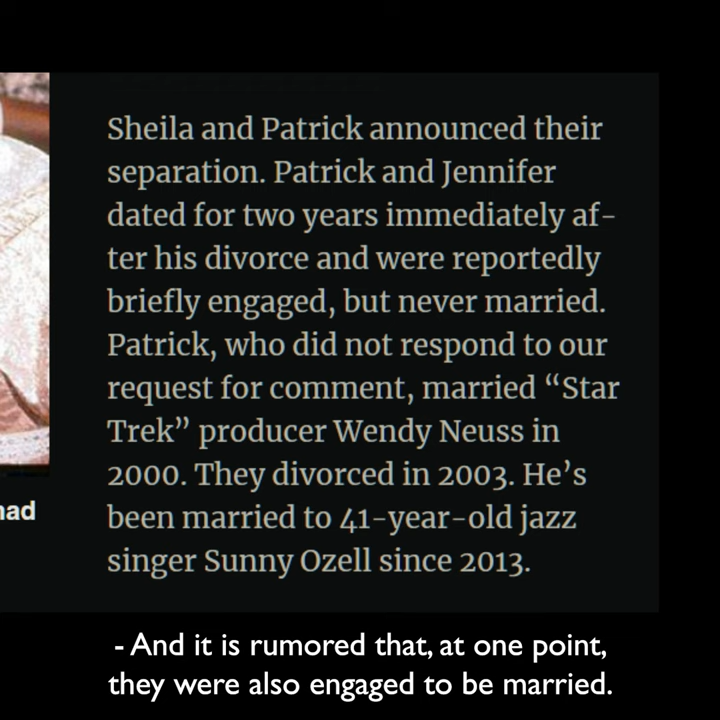 Sheila and Patrick announced their
separation. Patrick and Jennifer
dated for two years immediately af-
ter his divorce and were reportedly
briefly engaged, but never married.
Patrick, who did not respond to our
request for comment, married “Star
Trek” producer Wendy Neuss in
2000. They divorced in 2003. He’s
been married to 41-year-old jazz
singer Sunny Ozell since 2013.
- And it is rumored that, at one point,
they were also engaged to be married.